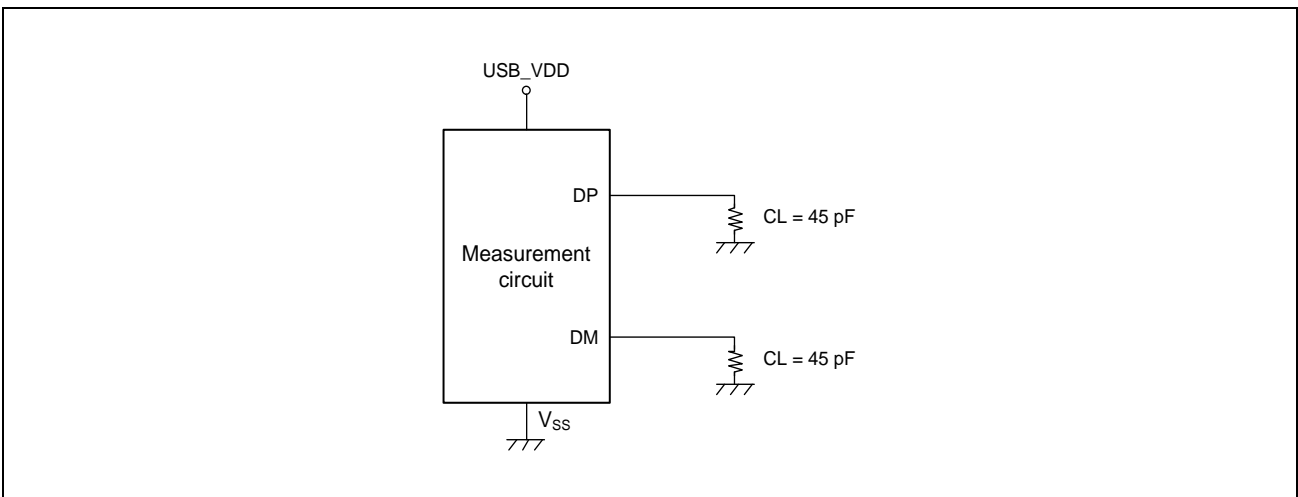 USB_VDD
DP
CL = 45 pF
Measurement
circuit
DM
CL = 45 pF
VSS